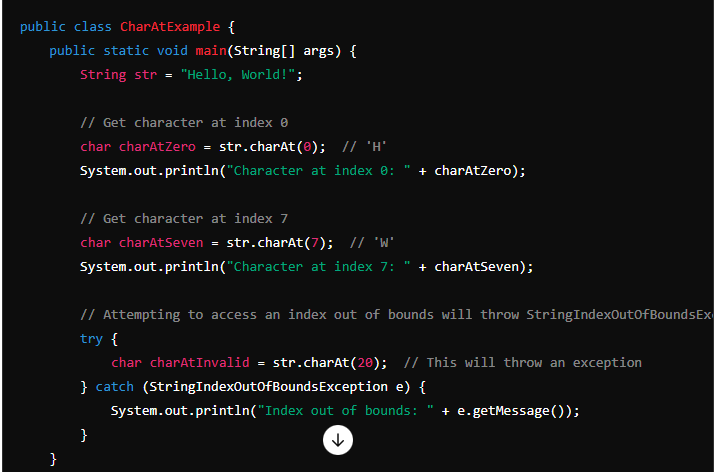 public class CharAtExample {
    public static void main(String[] args) {
        String str = "Hello, World!";
        // Get character at index 0
        char charAtZero = str.charAt(0);  // 'H'
        System.out.println("Character at index 0: " + charAtZero);
        // Get character at index 7
        char charAtSeven = str.charAt(7);  // 'W'
        System.out.println("Character at index 7: " + charAtSeven);
        // Attempting to access an index out of bounds will throw StringIndexOutOfBoundsExc
        try {
            char charAtInvalid = str.charAt(20);  // This will throw an exception
        } catch (StringIndexOutOfBoundsException e) {
            System.out.println("Index out of bounds: " + e.getMessage());
        }
    }